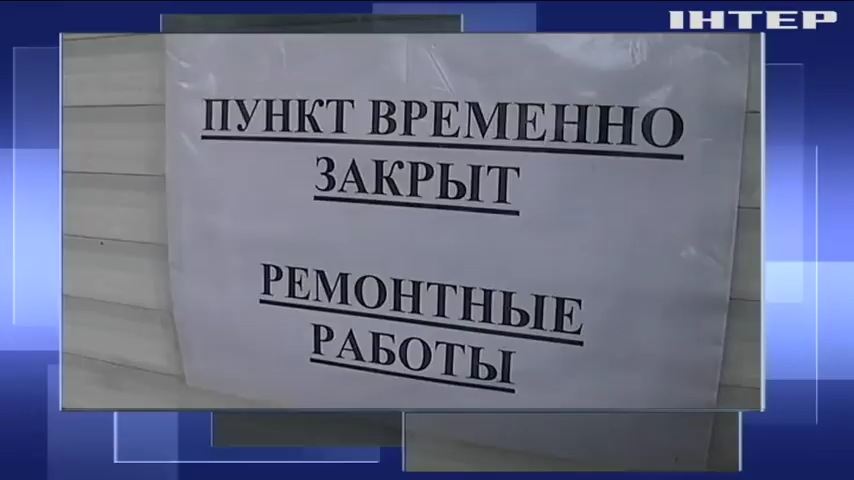 ІНТЕР
ПУНКТ ВРЕМЕННО
ЗАКРЫТ
РЕМОНТНЫЕ
РАБОТЫ